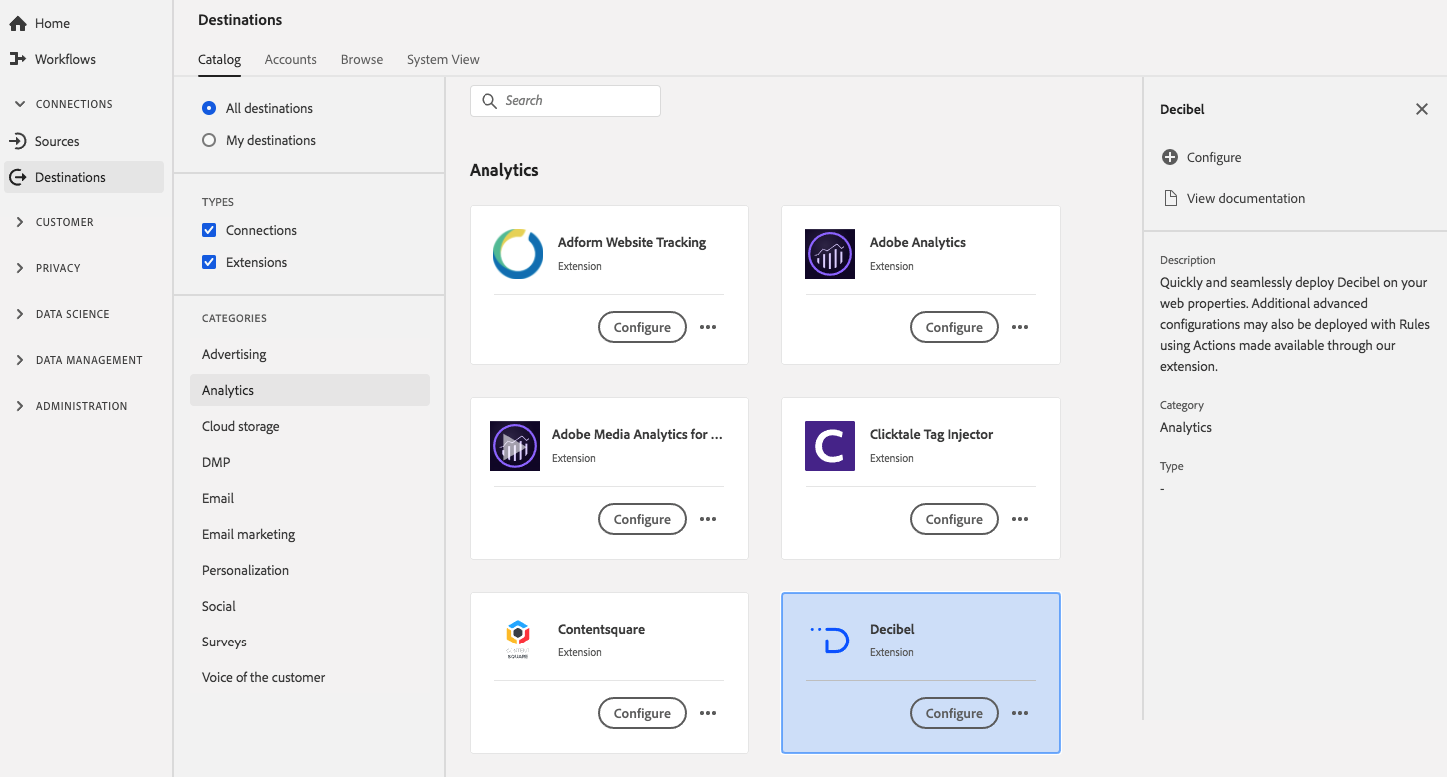 Home
Workflows
CONNECTIONS
Sources
Destinations
CUSTOMER
PRIVACY
DATA SCIENCE
DATA MANAGEMENT
ADMINISTRATION
Destinations
Catalog Accounts Browse System View
All destinations
My destinations
TYPES
Connections
Extensions
CATEGORIES
Advertising
Analytics
Cloud storage
DMP
Email
Email marketing
Personalization
Social
Surveys
Voice of the customer
Search
Analytics
Adform Website Tracking
Extension
Configure
Adobe Analytics
Extension
Configure
Adobe Media Analytics for ...
Extension
Configure
C
Clicktale Tag Injector
Extension
Configure
CONTENT
SQUARE
Contentsquare
Extension
Configure
Decibel
Extension
Configure
Decibel
Configure
View documentation
Description
Quickly and seamlessly deploy Decibel on your
web properties. Additional advanced
configurations may also be deployed with Rules
using Actions made available through our
extension.
Category
Analytics
Type
-